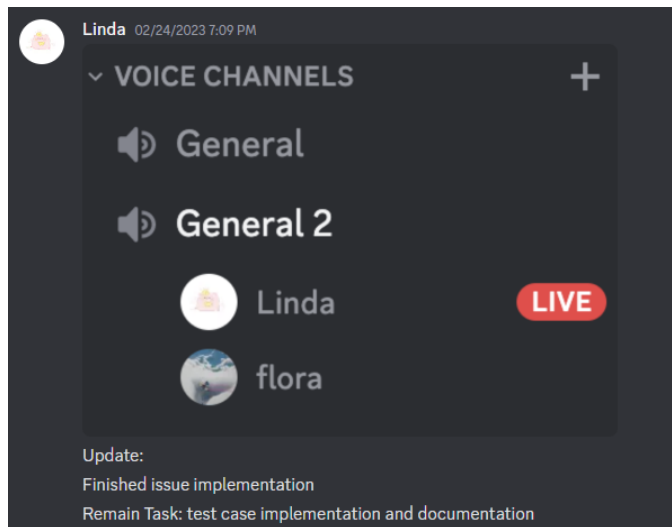 Linda 02/24/2023 7:09 PM
VOICE CHANNELS
General
General 2
Linda LIVE
flora
Update:
Finished issue implementation
Remain Task: test case implementation and documentation